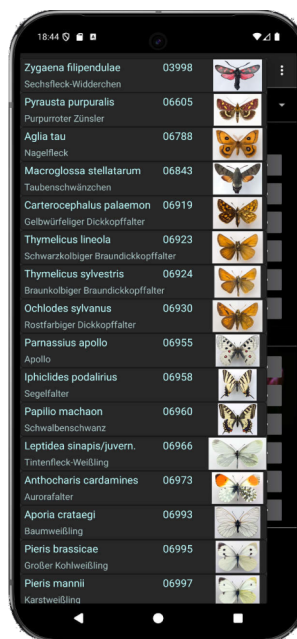 18:44
Zygaena filipendulae 03998
Sechsfleck-Widderchen
Pyrausta purpuralis 06605
Purpurroter Zünsler
Aglia tau 06788
Nagelfleck
Macroglossa stellatarum 06843
Taubenschwänzchen
Carterocephalus palaemon 06919
Gelbwürfeliger Dickkopffalter
Thymelicus lineola 06923
Schwarzkolbiger Braundickkopffalter
Thymelicus sylvestris 06924
Braunkolbiger Braundickkopffalter
Ochlodes sylvanus 06930
Rostfarbiger Dickkopffalter
Parnassius apollo 06955
Apollo
Iphiclides podalirius 06958
Segelfalter
Papilio machaon 06960
Schwalbenschwanz
Leptidea sinapis/juvern. 06966
Tintenfleck-Weißling
Anthocharis cardamines 06973
Aurorafalter
Aporia crataegi 06993
Baumweißling
Pieris brassicae 06995
Großer Kohlweißling
Pieris mannii 06997
Karstweißling